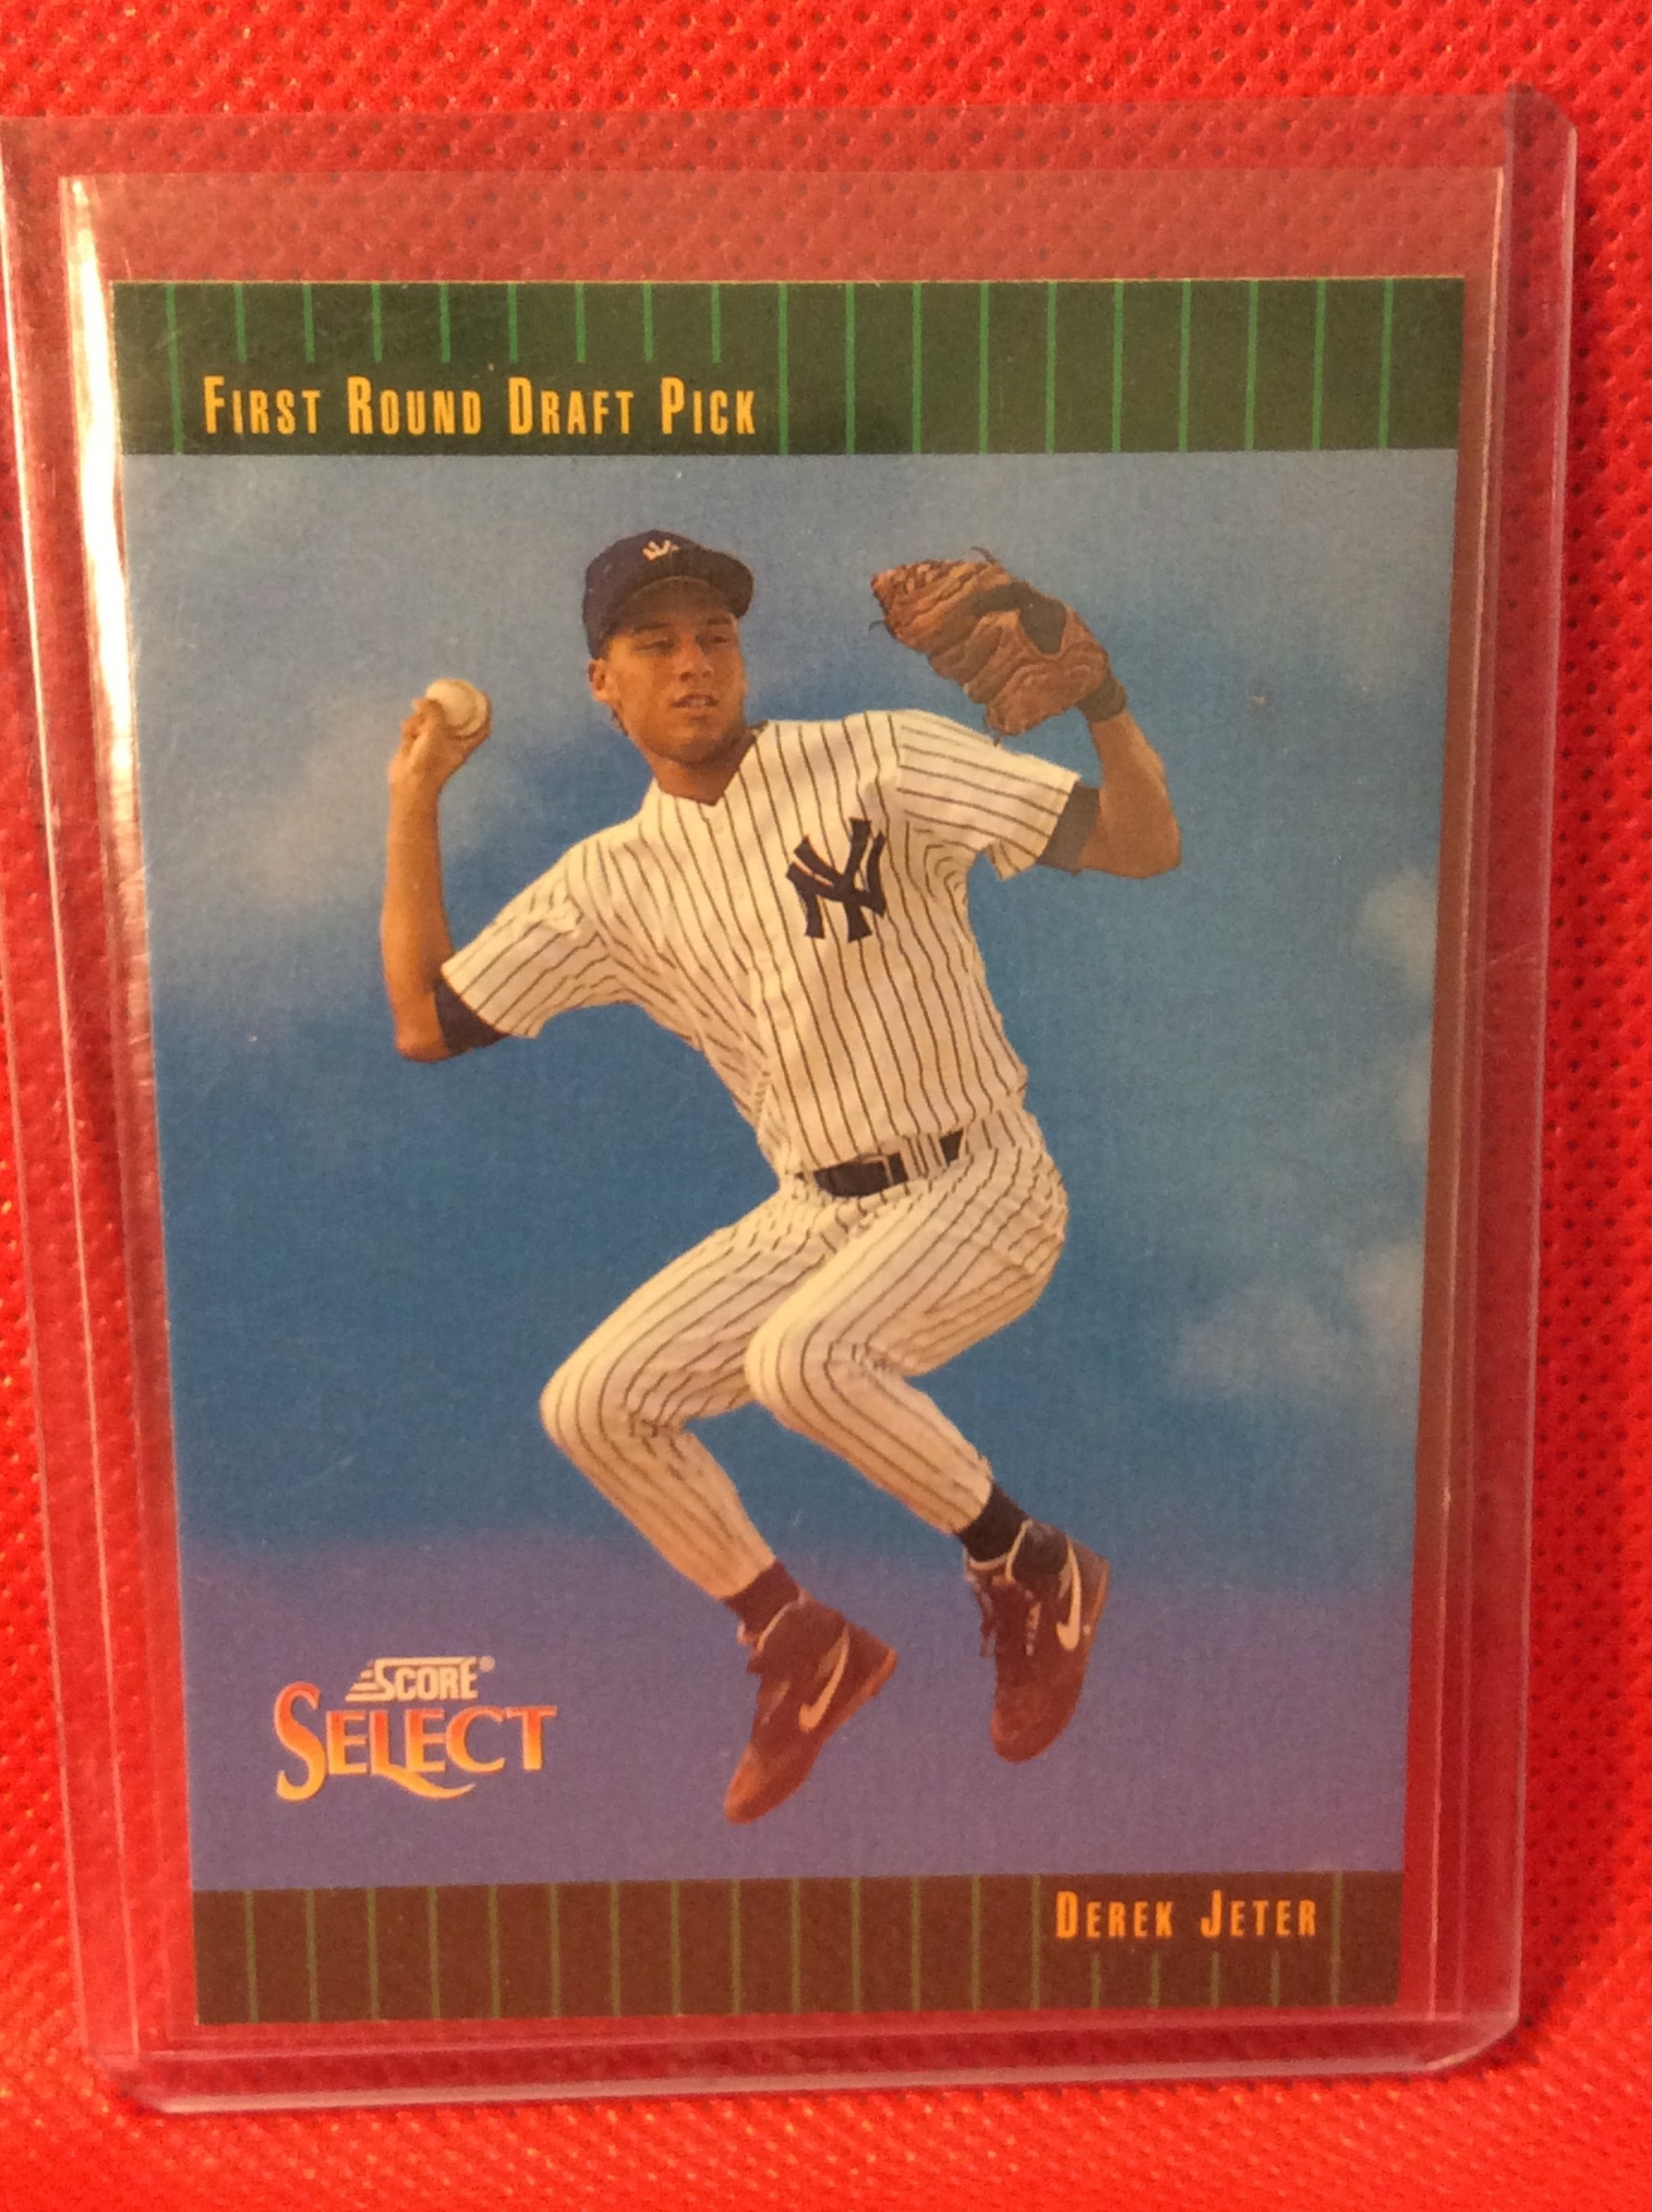 First Round Draft Pick
NY
SCORE®
SELECT
Derek Jeter